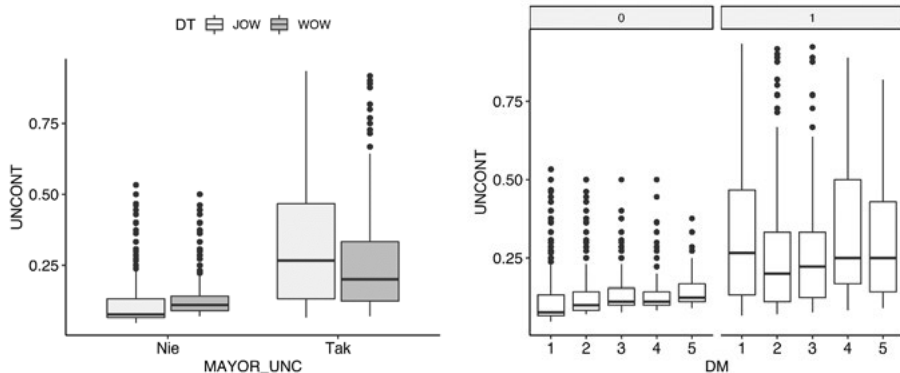 DT JOW WOW
0.75
0.50
0.25
UNCONT
Nie Tak
MAYOR_UNC
0 1
0.75
0.50
0.25
UNCONT
1 2 3 4 5 1 2 3 4 5
DM